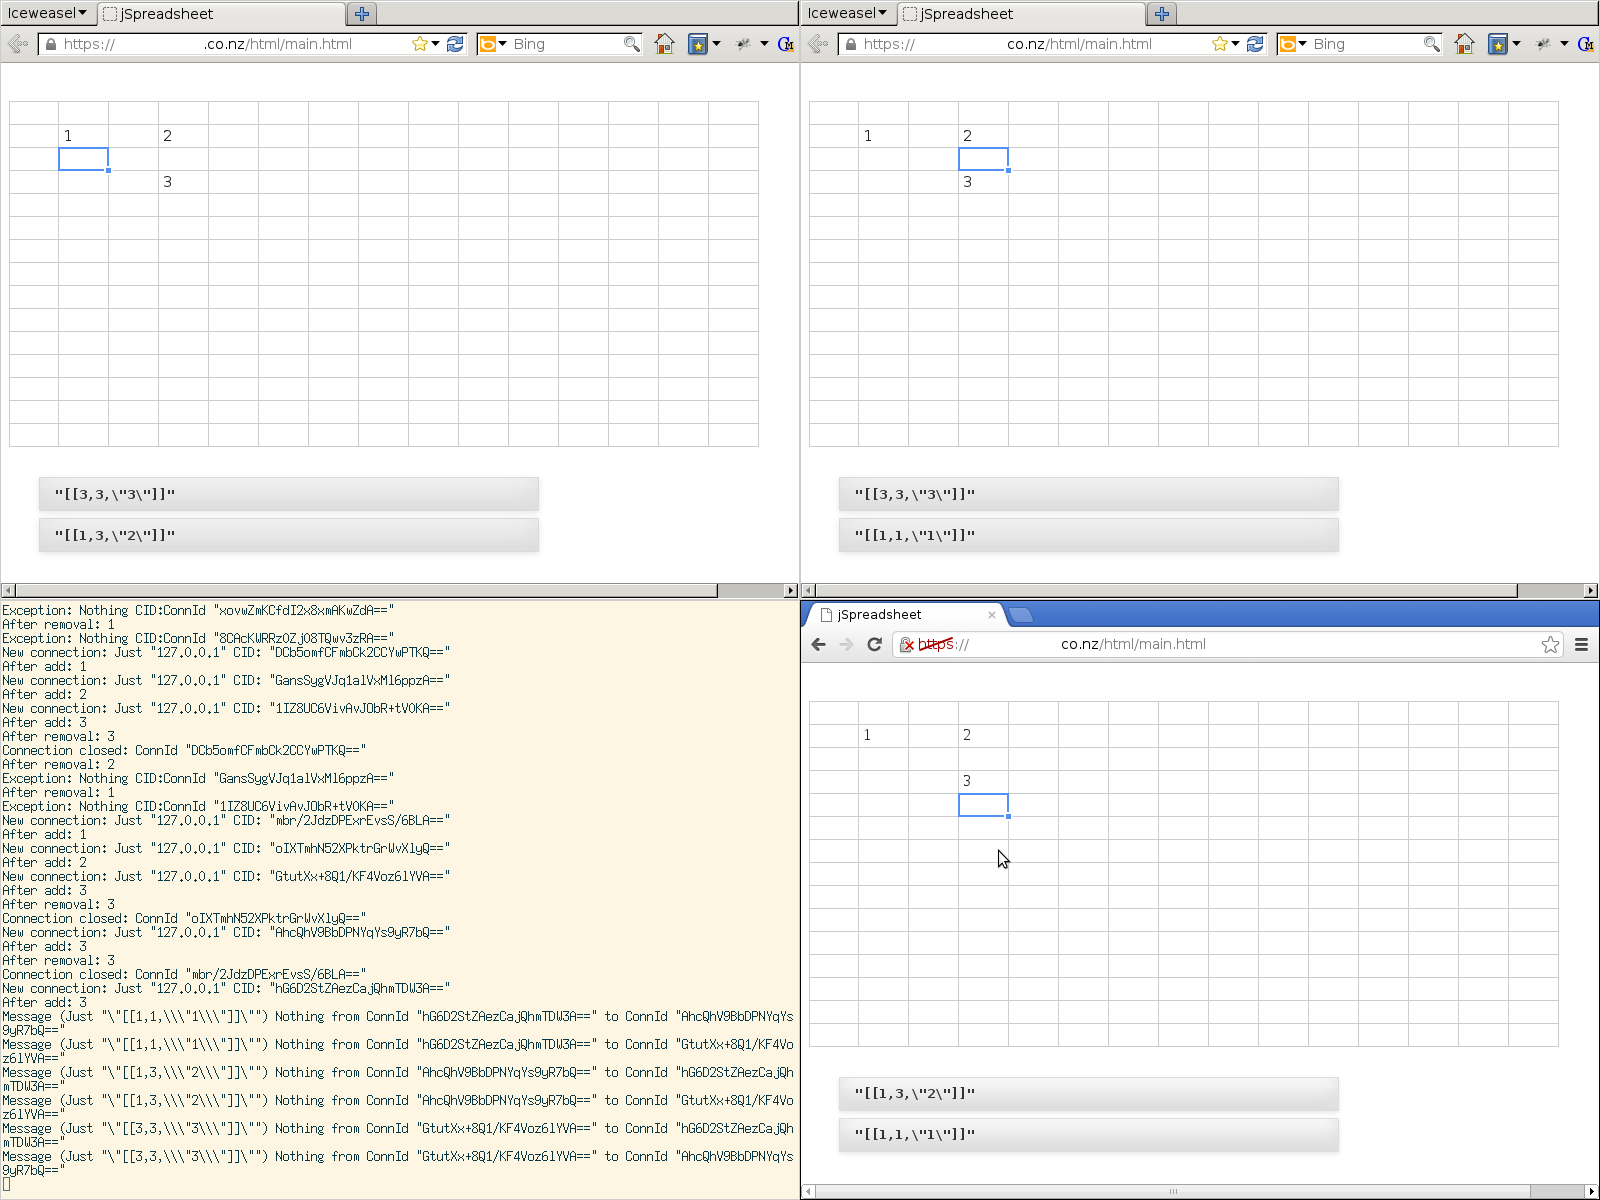 Iceweasel jSpreadsheet
https:// .co.nz/html/main.html Bing
1 2
3
"[[3,3,\"3\"]]"
"[[1,3,\"2\"]]"
Iceweasel jSpreadsheet
https:// co.nz/html/main.html Bing
1 2
3
"[[3,3,\"3\"]]"
"[[1,1,\"1\"]]"
Exception: Nothing CID:ConnId "xovwZmKCfdI2x8xmAKwZdA=="
After removal: 1
Exception: Nothing CID:ConnId "8CAcKWRRz0Zj08TQwv3zRA=="
New connection: Just "127.0.0.1" CID: "DCb5omfCFmbCk2CCYwPTKQ=="
After add: 1
New connection: Just "127.0.0.1" CID: "GansSygVJq1alVxMl6ppzA=="
After add: 2
New connection: Just "127.0.0.1" CID: "1IZ8UC6VivAvJObR+tVOKA=="
After add: 3
After removal: 3
Connection closed: ConnId "DCb5omfCFmbCk2CCYwPTKQ=="
After removal: 2
Exception: Nothing CID:ConnId "GansSygVJq1alVxMl6ppzA=="
After removal: 1
Exception: Nothing CID:ConnId "1IZ8UC6VivAvJObR+tVOKA=="
New connection: Just "127.0.0.1" CID: "mbr/2JdzDPExrEvsS/6BLA=="
After add: 1
New connection: Just "127.0.0.1" CID: "oIXTmhN52XPktrGrWvXlyQ=="
After add: 2
New connection: Just "127.0.0.1" CID: "GtutXx+8Q1/KF4Voz6lYVA=="
After add: 3
After removal: 3
Connection closed: ConnId "oIXTmhN52XPktrGrWvXlyQ=="
New connection: Just "127.0.0.1" CID: "AhcQhV9BbDPNYqYs9yR7bQ=="
After add: 3
After removal: 3
Connection closed: ConnId "mbr/2JdzDPExrEvsS/6BLA=="
New connection: Just "127.0.0.1" CID: "hG6D2StZAezCajQhmTDW3A=="
After add: 3
Message (Just "\"[[1,1,\\\"1\\\"]]\"") Nothing from ConnId "hG6D2StZAezCajQhmTDW3A==" to ConnId "AhcQhV9BbDPNYqYs
9yR7bQ=="
Message (Just "\"[[1,1,\\\"1\\\"]]\"") Nothing from ConnId "hG6D2StZAezCajQhmTDW3A==" to ConnId "GtutXx+8Q1/KF4Vo
z6lYVA=="
Message (Just "\"[[1,3,\\\"2\\\"]]\"") Nothing from ConnId "AhcQhV9BbDPNYqYs9yR7bQ==" to ConnId "hG6D2StZAezCajQh
mTDW3A=="
Message (Just "\"[[1,3,\\\"2\\\"]]\"") Nothing from ConnId "AhcQhV9BbDPNYqYs9yR7bQ==" to ConnId "GtutXx+8Q1/KF4Vo
z6lYVA=="
Message (Just "\"[[3,3,\\\"3\\\"]]\"") Nothing from ConnId "GtutXx+8Q1/KF4Voz6lYVA==" to ConnId "hG6D2StZAezCajQh
mTDW3A=="
Message (Just "\"[[3,3,\\\"3\\\"]]\"") Nothing from ConnId "GtutXx+8Q1/KF4Voz6lYVA==" to ConnId "AhcQhV9BbDPNYqYs
9yR7bQ=="
jSpreadsheet
https:// co.nz/html/main.html
1 2
3
"[[1,3,\"2\"]]"
"[[1,1,\"1\"]]"